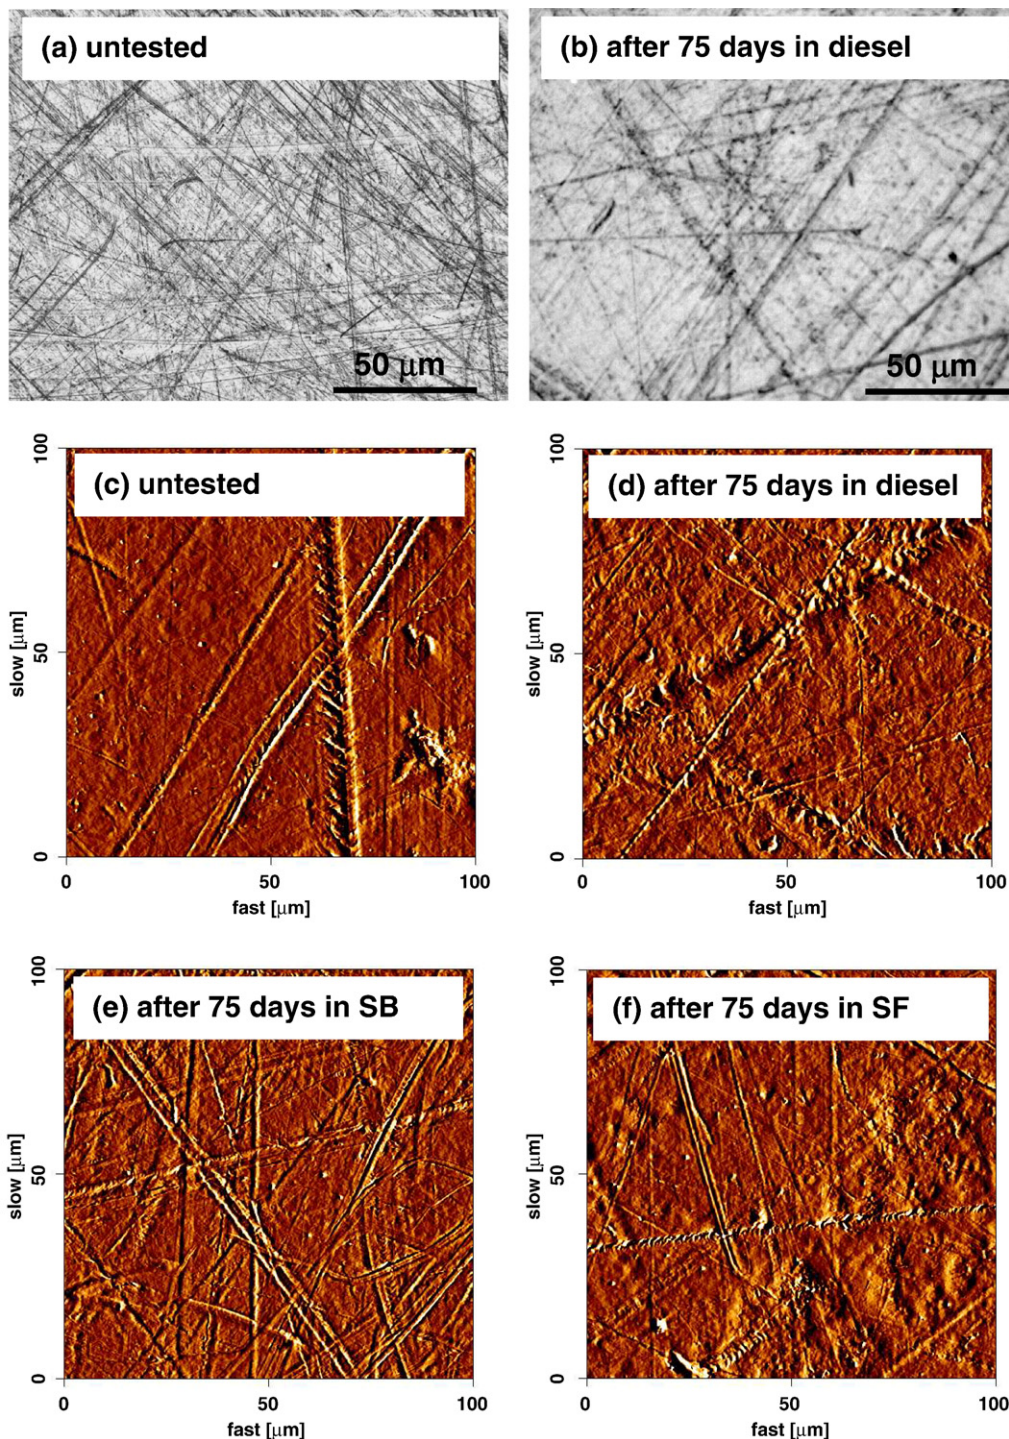 (a) untested
50 μm
(b) after 75 days in diesel
50 μm
(c) untested
100
50
0
slow [μm]
0 50 100
fast [μm]
(d) after 75 days in diesel
100
50
0
slow [μm]
0 50 100
fast [μm]
(e) after 75 days in SB
100
50
0
slow [μm]
0 50 100
fast [μm]
(f) after 75 days in SF
100
50
0
slow [μm]
0 50 100
fast [μm]